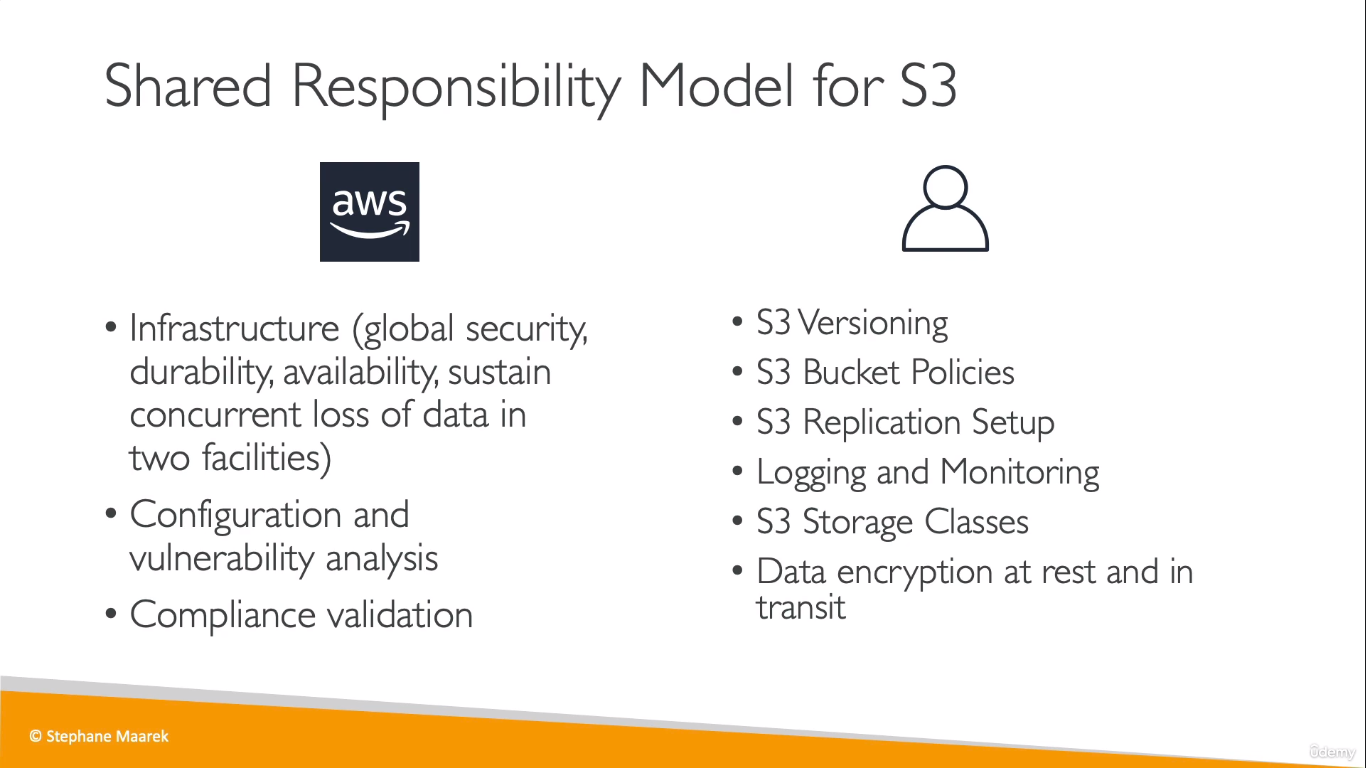 Shared Responsibility Model for S3
aws
• Infrastructure (global security,
durability, availability, sustain
concurrent loss of data in
two facilities)
• Configuration and
vulnerability analysis
• Compliance validation
• S3 Versioning
• S3 Bucket Policies
• S3 Replication Setup
• Logging and Monitoring
• S3 Storage Classes
• Data encryption at rest and in
transit
© Stephane Maarek
ûdemy